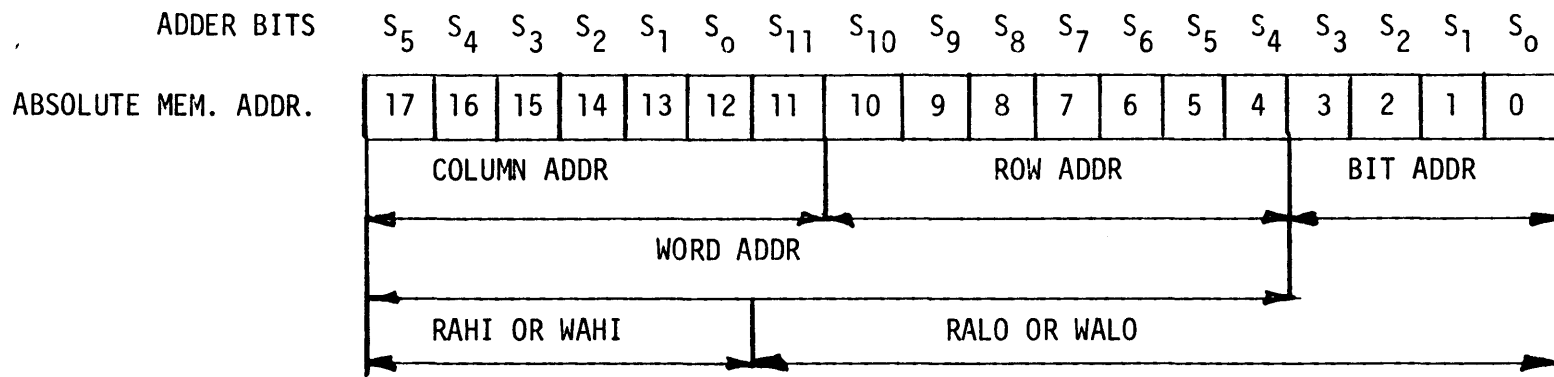 ADDER BITS S5 S4 S3 S2 S1 So S11 S10 S9 S8 S7 S6 S5 S4 S3 S2 S1 So
ABSOLUTE MEM. ADDR. 17 16 15 14 13 12 11 10 9 8 7 6 5 4 3 2 1 0
COLUMN ADDR ROW ADDR BIT ADDR
WORD ADDR
RAHI OR WAHI RALO OR WALO